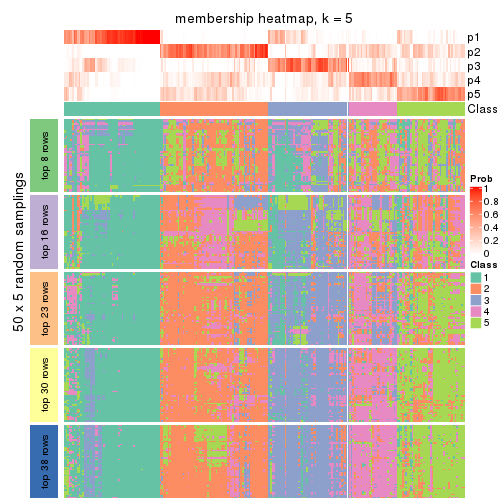 membership heatmap, k = 5
p1
p2
p3
p4
p5
Class
50 x 5 random samplings
top 8 rows
top 16 rows
top 23 rows
top 30 rows
top 38 rows
Prob
1
0.8
0.6
0.4
0.2
0
Class
1
2
3
4
5